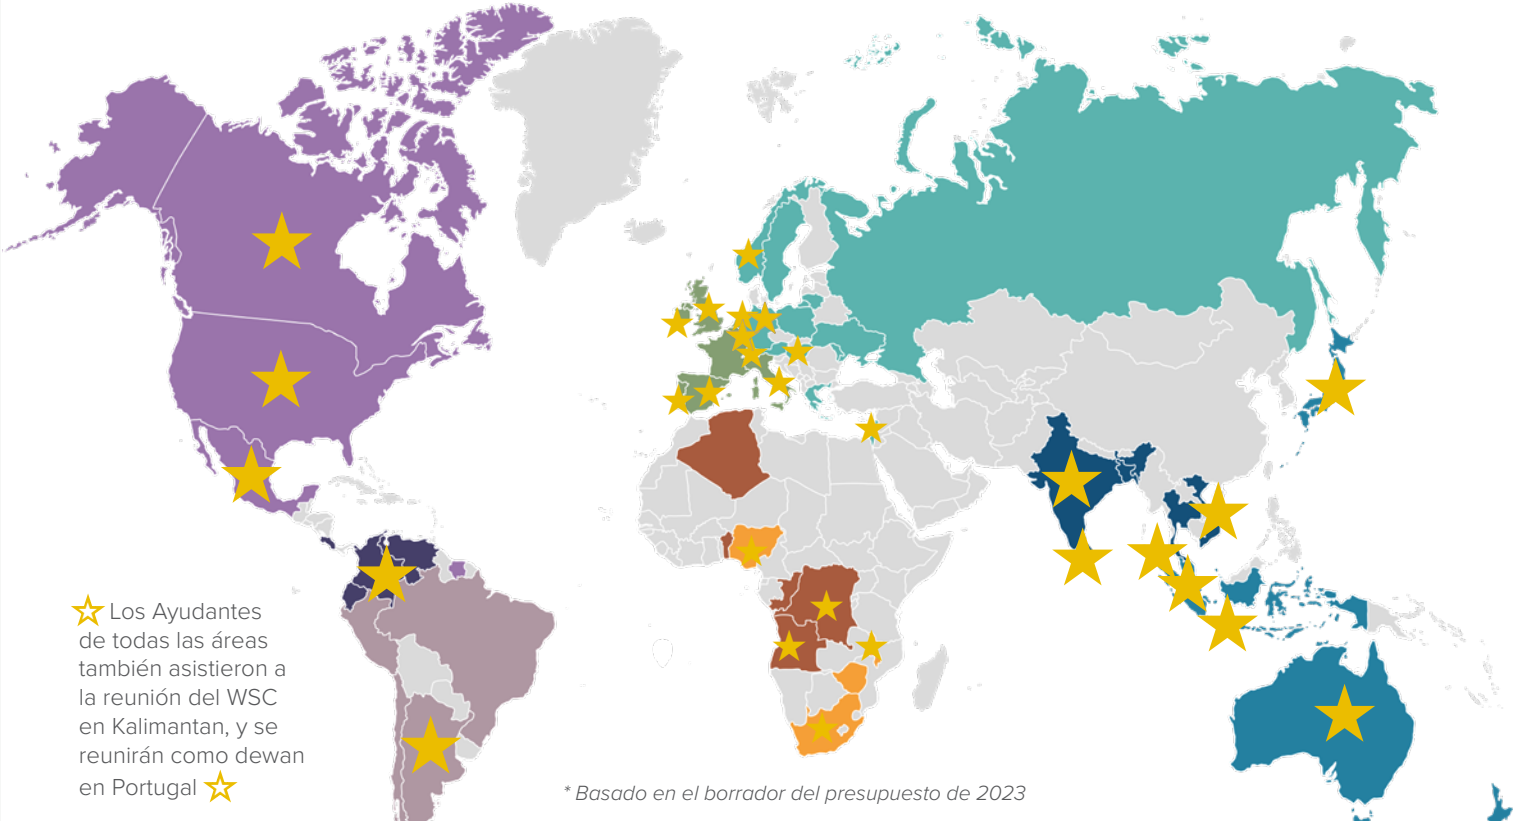 Los Ayudantes
de todas las áreas
también asistieron a
la reunión del WSC
en Kalimantan, y se
reunirán como dewan
en Portugal
* Basado en el borrador del presupuesto de 2023